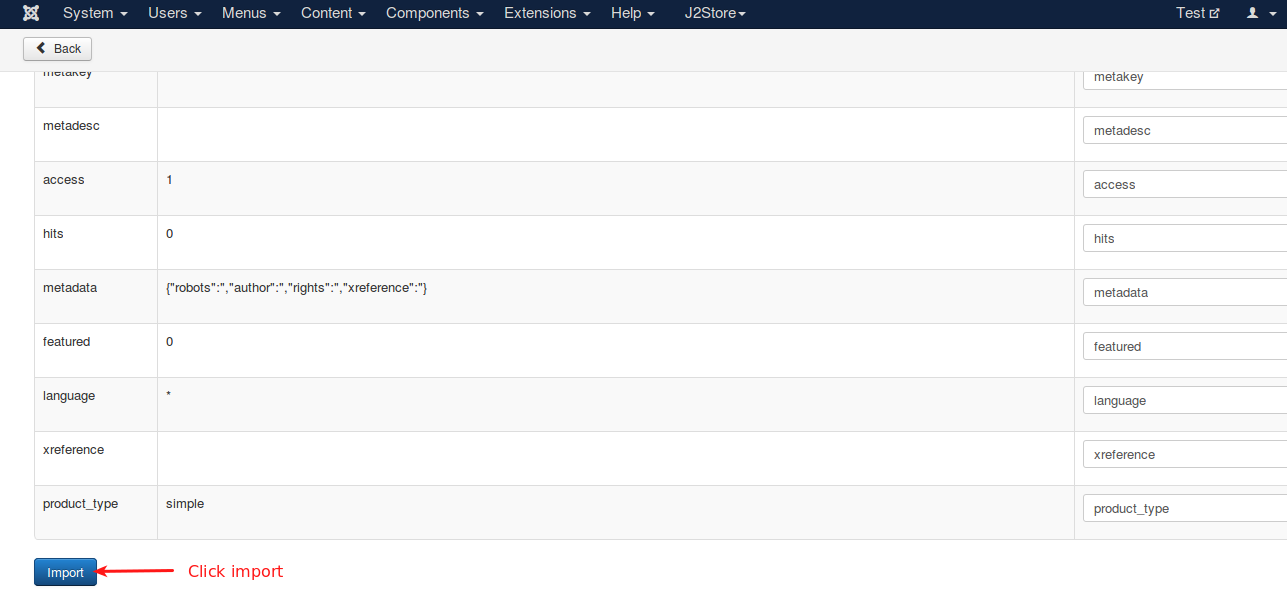 System Users Menus Content Components Extensions Help J2Store Test
Back
metakey metakey
metadesc metadesc
access 1 access
hits 0 hits
metadata {"robots":","author":","rights":","xreference":"} metadata
featured 0 featured
language * language
xreference xreference
product_type simple product_type
Import Click import